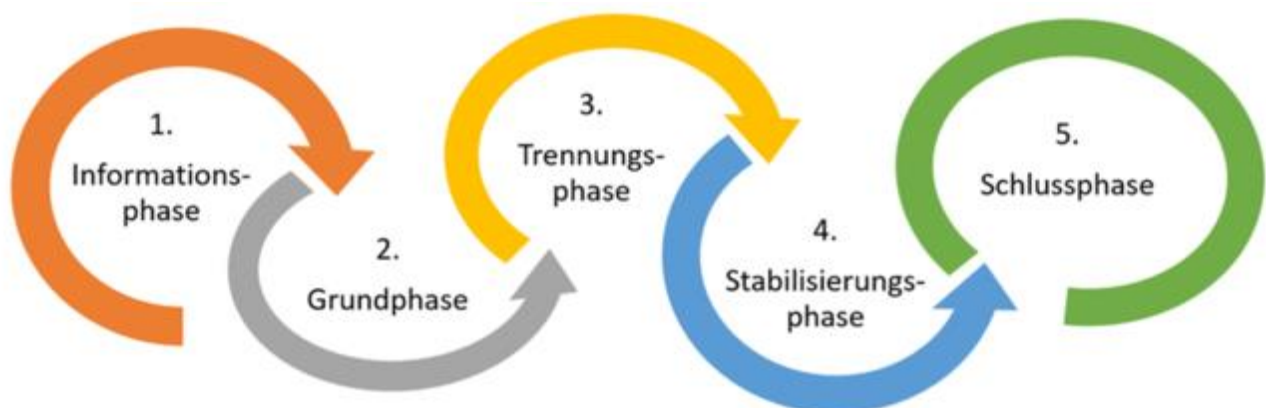 1.
Informations-
phase
2.
Grundphase
3.
Trennungs-
phase
4.
Stabilisierungs-
phase
5.
Schlussphase